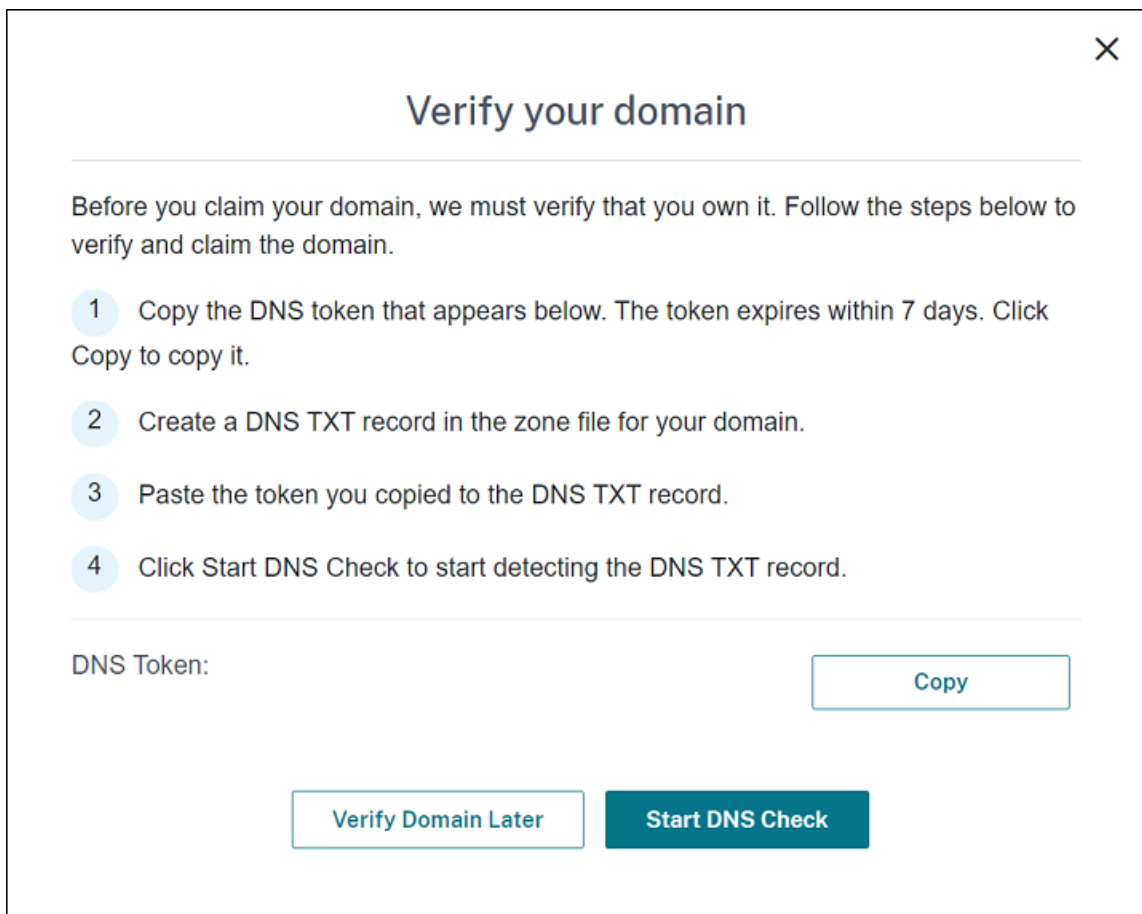 Verify your domain
Before you claim your domain, we must verify that you own it. Follow the steps below to
verify and claim the domain.
1 Copy the DNS token that appears below. The token expires within 7 days. Click
Copy to copy it.
2 Create a DNS TXT record in the zone file for your domain.
3 Paste the token you copied to the DNS TXT record.
4 Click Start DNS Check to start detecting the DNS TXT record.
DNS Token:
Copy
Verify Domain Later
Start DNS Check